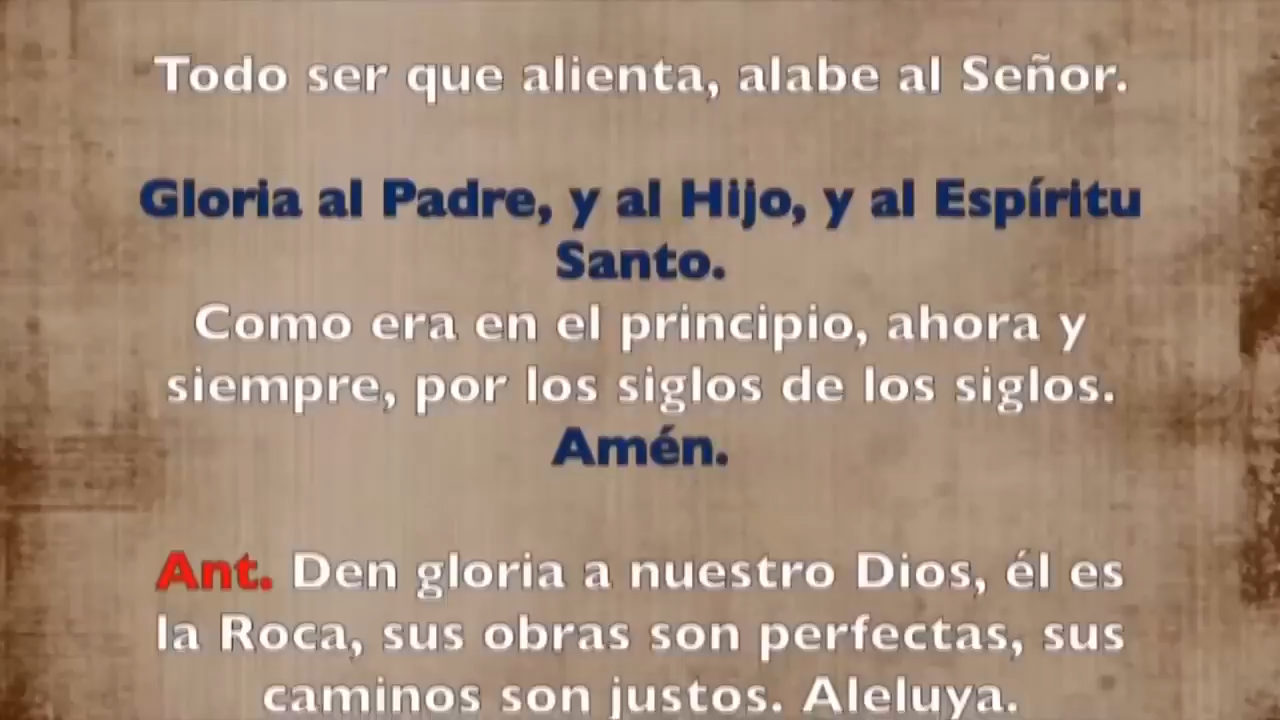 Todo ser que alienta, alabe al Señor.
Gloria al Padre, y al Hijo, y al Espíritu
Santo.
Como era en el principio, ahora y
siempre, por los siglos de los siglos.
Amén.
Ant. Den gloria a nuestro Dios, él es
la Roca, sus obras son perfectas, sus
caminos son justos. Aleluya.